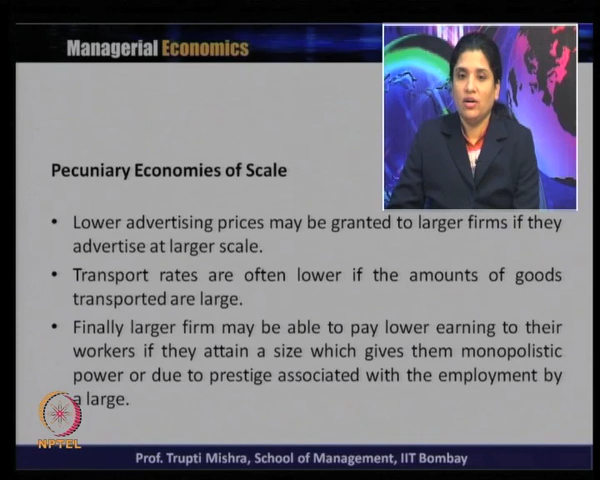 Managerial Economics
Pecuniary Economies of Scale
• Lower advertising prices may be granted to larger firms if they
advertise at larger scale.
• Transport rates are often lower if the amounts of goods
transported are large.
• Finally larger firm may be able to pay lower earning to their
workers if they attain a size which gives them monopolistic
power or due to prestige associated with the employment by
a large.
NPTEL
Prof. Trupti Mishra, School of Management, IIT Bombay